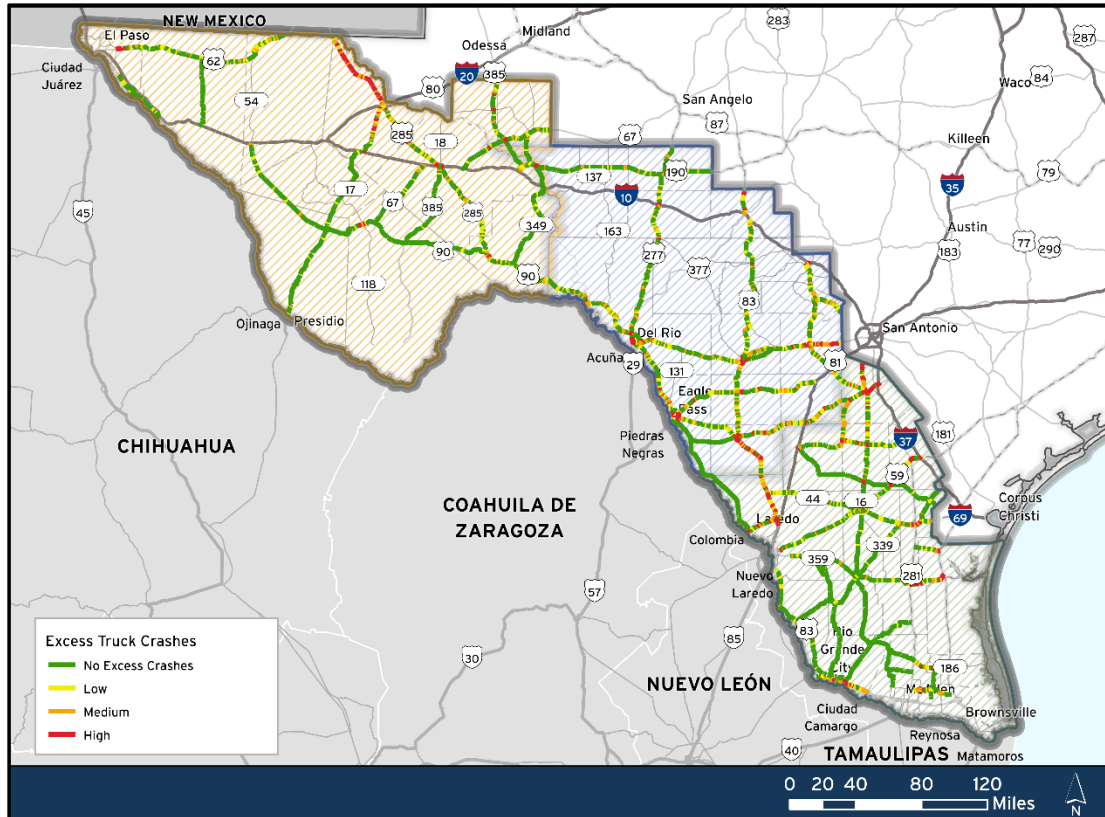 NEW MEXICO
El Paso
Ciudad
Juárez
62
54
45
Midland
Odessa
20
385
80
283
287
84
Waco
San Angelo
87
67
Killeen
79
35
Austin
183
77
290
285
18
17
67
385
285
349
90
90
118
137
190
10
163
277
377
83
Ojinaga
Presidio
Del Rio
Acuña
29
131
Eagle
Pass
San Antonio
81
Piedras
Negras
37
181
59
44
16
Corpus
Christi
69
Laredo
Colombia
339
359
281
Nuevo
Laredo
CHIHUAHUA
COAHUILA DE
ZARAGOZA
57
85
30
83
Rio
Grande
City
186
NUEVO LEÓN
Ciudad
Camargo
Brownsville
Reynosa
40
TAMAULIPAS
Matamoros
Excess Truck Crashes
No Excess Crashes
Low
Medium
High
0 20 40 80 120
Miles
N